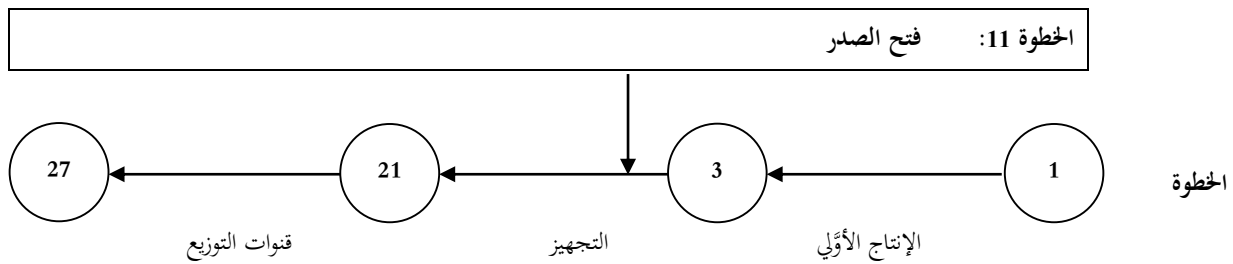 الخطوة 11: فتح الصدر
الخطوة 1 3 21 27
الإنتاج الأوَّلي التجهيز قنوات التوزيع